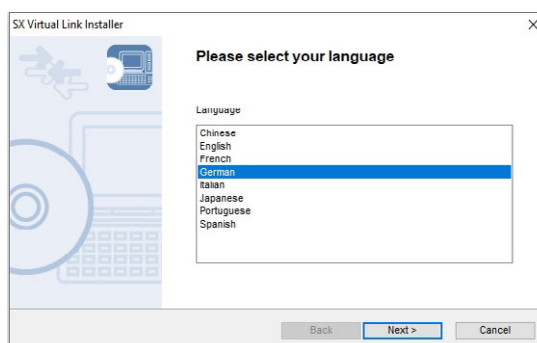 SX Virtual Link Installer
Please select your language
Language
Chinese
English
French
German
Italian
Japanese
Portuguese
Spanish
Back Next > Cancel